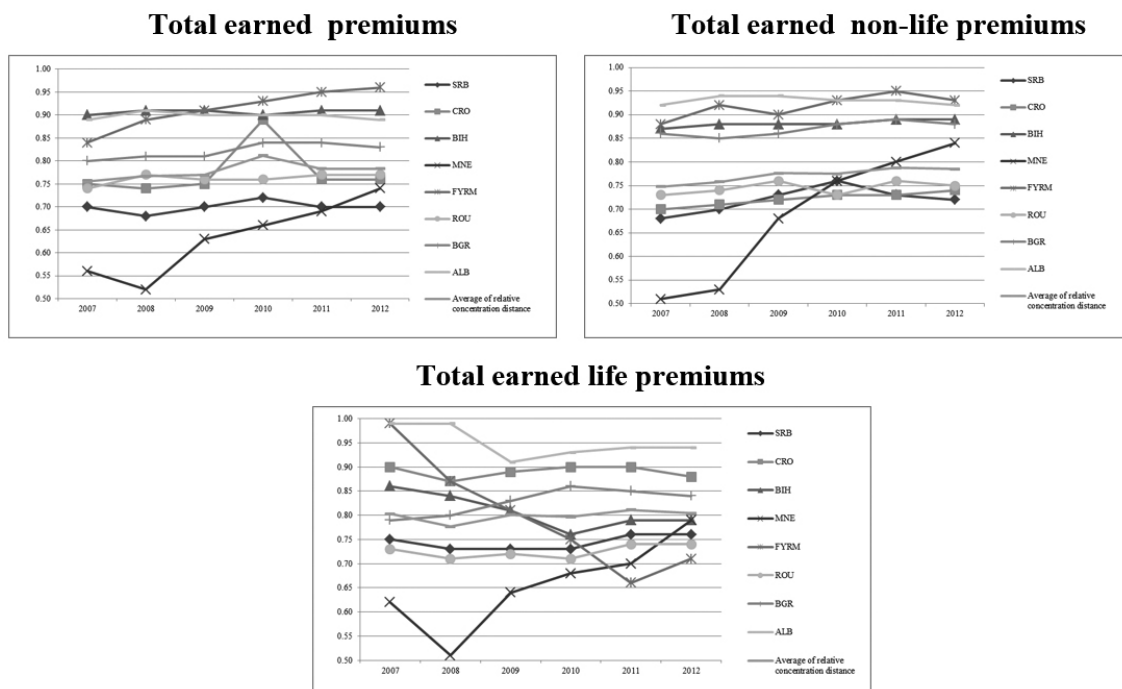 Total earned premiums
1.00
0.95
0.90
0.85
0.80
0.75
0.70
0.65
0.60
0.55
0.50
2007 2008 2009 2010 2011 2012
SRB
CRO
BIH
MNE
FYRM
ROU
BGR
ALB
Average of relative
concentration distance
Total earned non-life premiums
1.00
0.95
0.90
0.85
0.80
0.75
0.70
0.65
0.60
0.55
0.50
2007 2008 2009 2010 2011 2012
SRB
CRO
BIH
MNE
FYRM
ROU
BGR
ALB
Average of relative
concentration distance
Total earned life premiums
1.00
0.95
0.90
0.85
0.80
0.75
0.70
0.65
0.60
0.55
0.50
2007 2008 2009 2010 2011 2012
SRB
CRO
BIH
MNE
FYRM
ROU
BGR
ALB
Average of relative
concentration distance